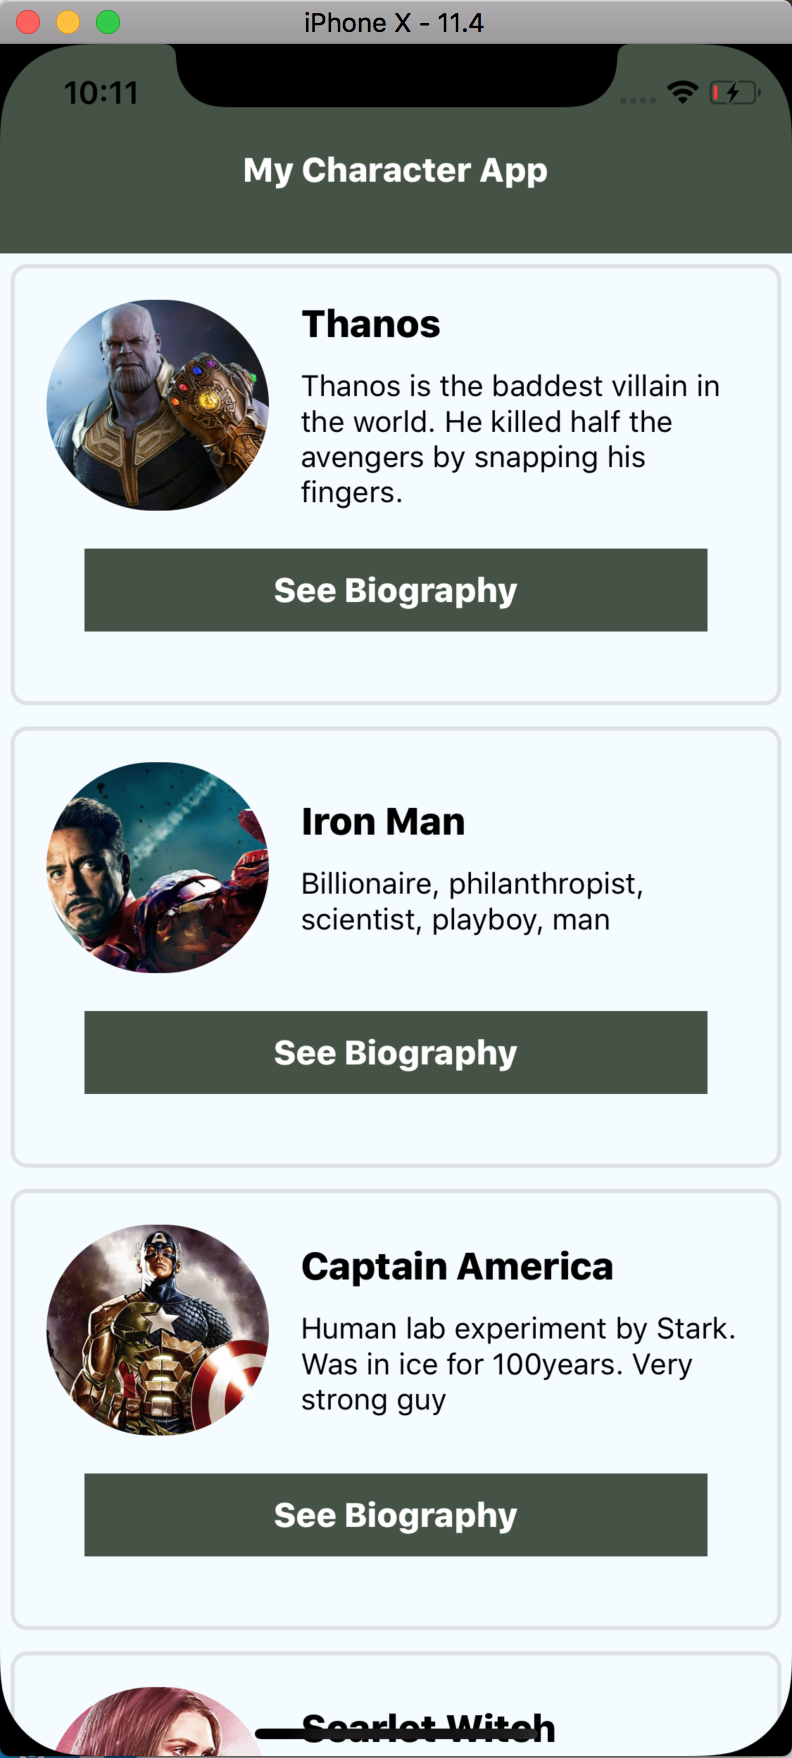 iPhone X - 11.4
10:11
My Character App
Thanos
Thanos is the baddest villain in
the world. He killed half the
avengers by snapping his
fingers.
See Biography
Iron Man
Billionaire, philanthropist,
scientist, playboy, man
See Biography
Captain America
Human lab experiment by Stark.
Was in ice for 100years. Very
strong guy
See Biography
Scarlet Witch